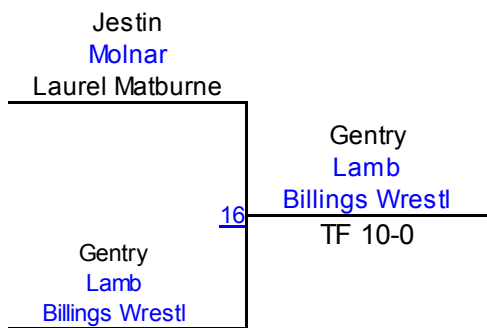 Jestin
Molnar
Laurel Matburne
Gentry
Lamb
Billings Wrestl
16
TF 10-0
Gentry
Lamb
Billings Wrestl